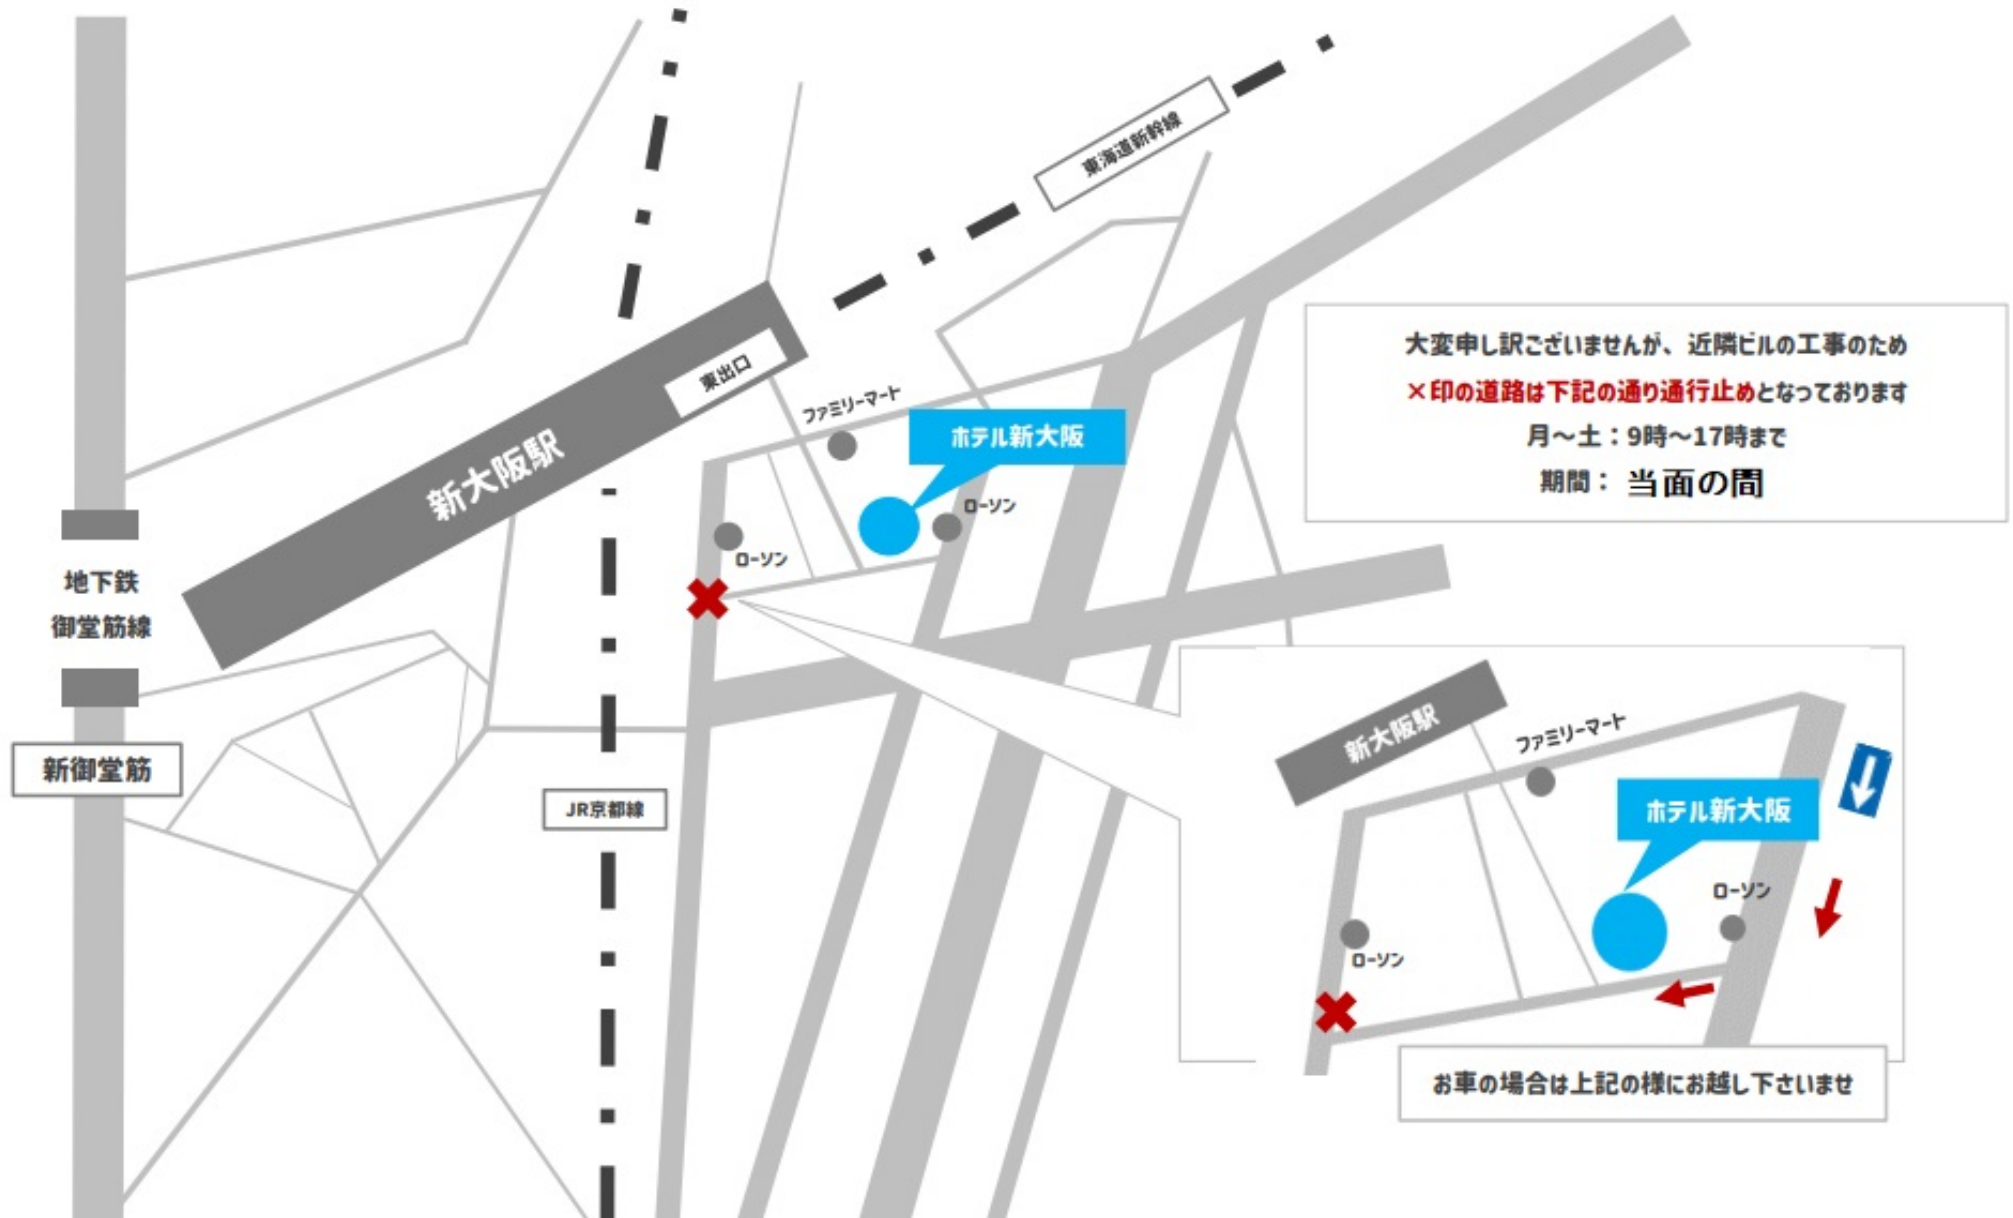 東海道新幹線
東出口
新大阪駅
ファミリーマート
ホテル新大阪
ローソン
ローソン
地下鉄
御堂筋線
新御堂筋
JR京都線
大変申し訳ございませんが、近隣ビルの工事のため
×印の道路は下記の通り通行止めとなっております
月～土：9時～17時まで
期間： 当面の間
新大阪駅
ファミリーマート
ホテル新大阪
ローソン
ローソン
お車の場合は上記の様にお越し下さいませ